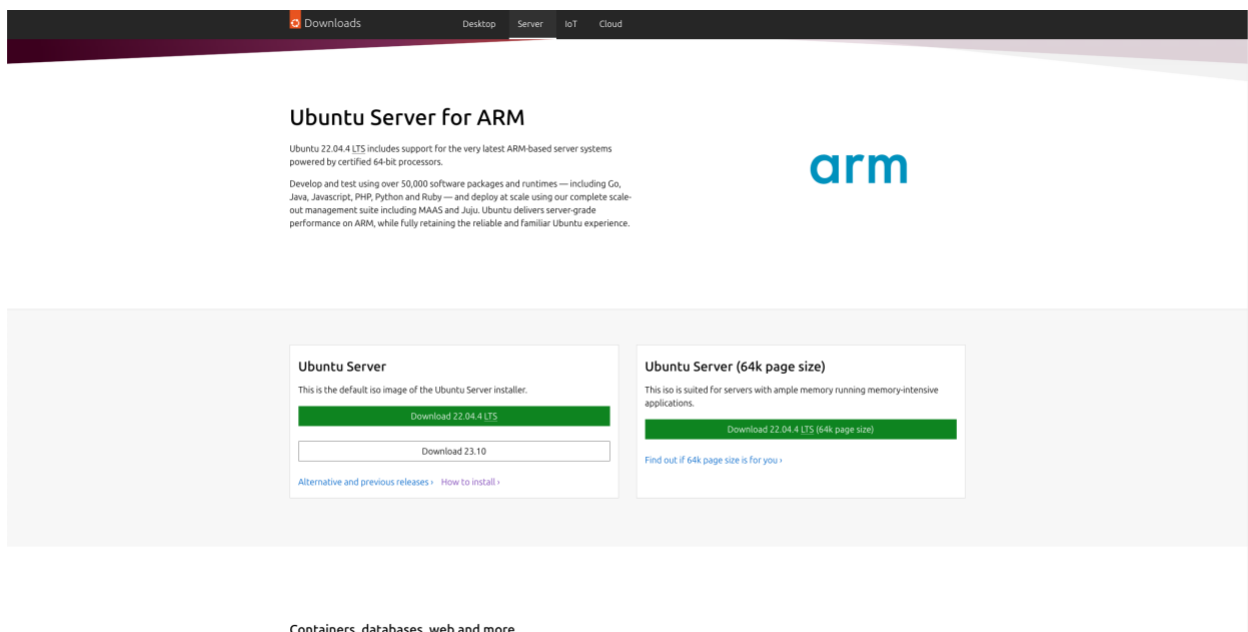 Downloads
Desktop Server IoT Cloud
Ubuntu Server for ARM
arm
Ubuntu 22.04.4 LTS includes support for the very latest ARM-based server systems
powered by certified 64-bit processors.
Develop and test using over 50,000 software packages and runtimes — including Go,
Java, Javascript, PHP, Python and Ruby — and deploy at scale using our complete scale-
out management suite including MAAS and Juju. Ubuntu delivers server-grade
performance on ARM, while fully retaining the reliable and familiar Ubuntu experience.
Ubuntu Server
This is the default iso image of the Ubuntu Server installer.
Download 22.04.4 LTS
Download 23.10
Alternative and previous releases › How to install ›
Ubuntu Server (64k page size)
This iso is suited for servers with ample memory running memory-intensive
applications.
Download 22.04.4 LTS (64k page size)
Find out if 64k page size is for you ›
Containers, databases, web and more